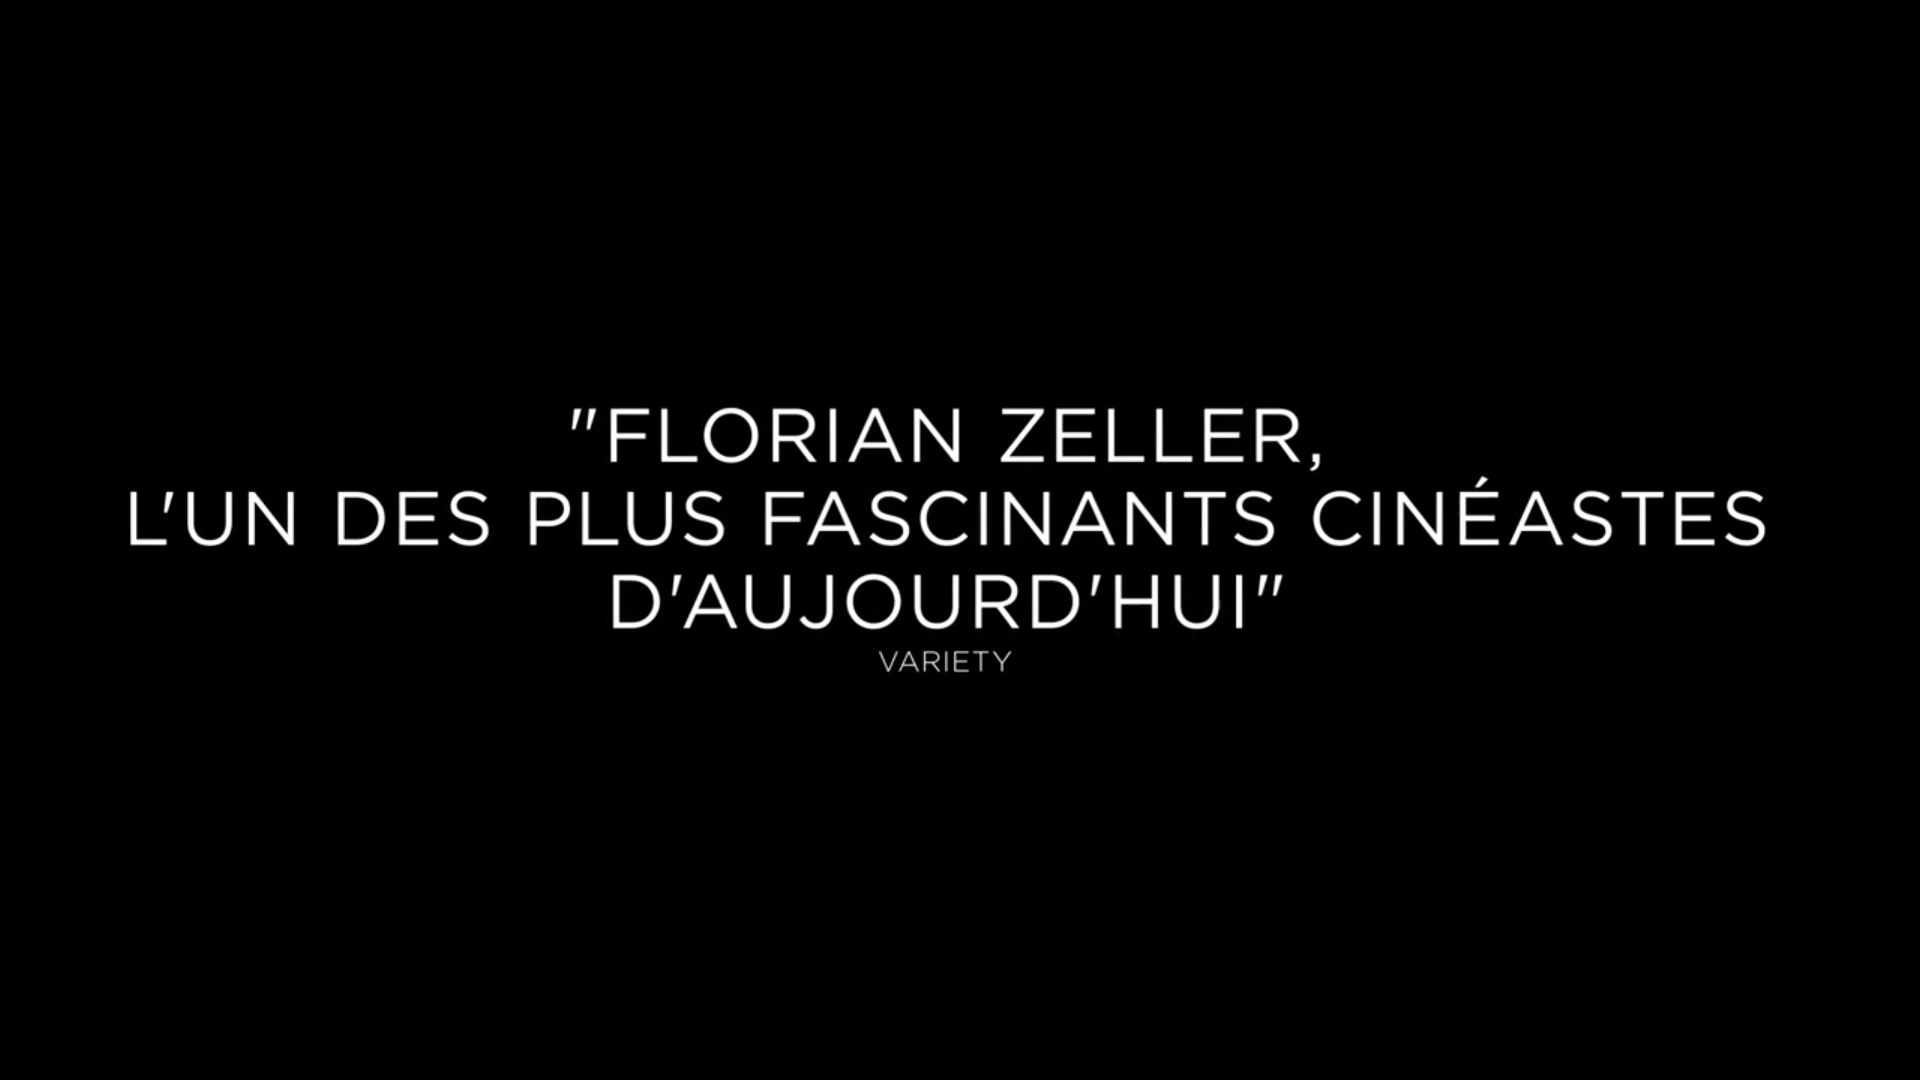 "FLORIAN ZELLER,
L'UN DES PLUS FASCINANTS CINÉASTES
D'AUJOURD'HUI"
VARIETY